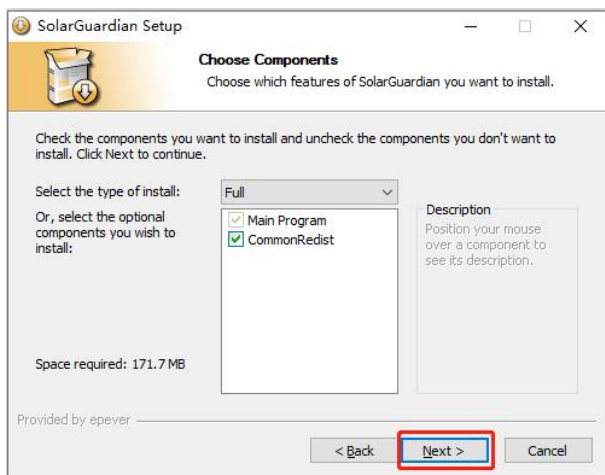 SolarGuardian Setup
Choose Components
Choose which features of SolarGuardian you want to install.
Check the components you want to install and uncheck the components you don't want to
install. Click Next to continue.
Select the type of install:
Full
Or, select the optional
components you wish to
install:
Main Program
CommonRedist
Description
Position your mouse
over a component to
see its description.
Space required: 171.7 MB
Provided by epever
< Back
Next >
Cancel